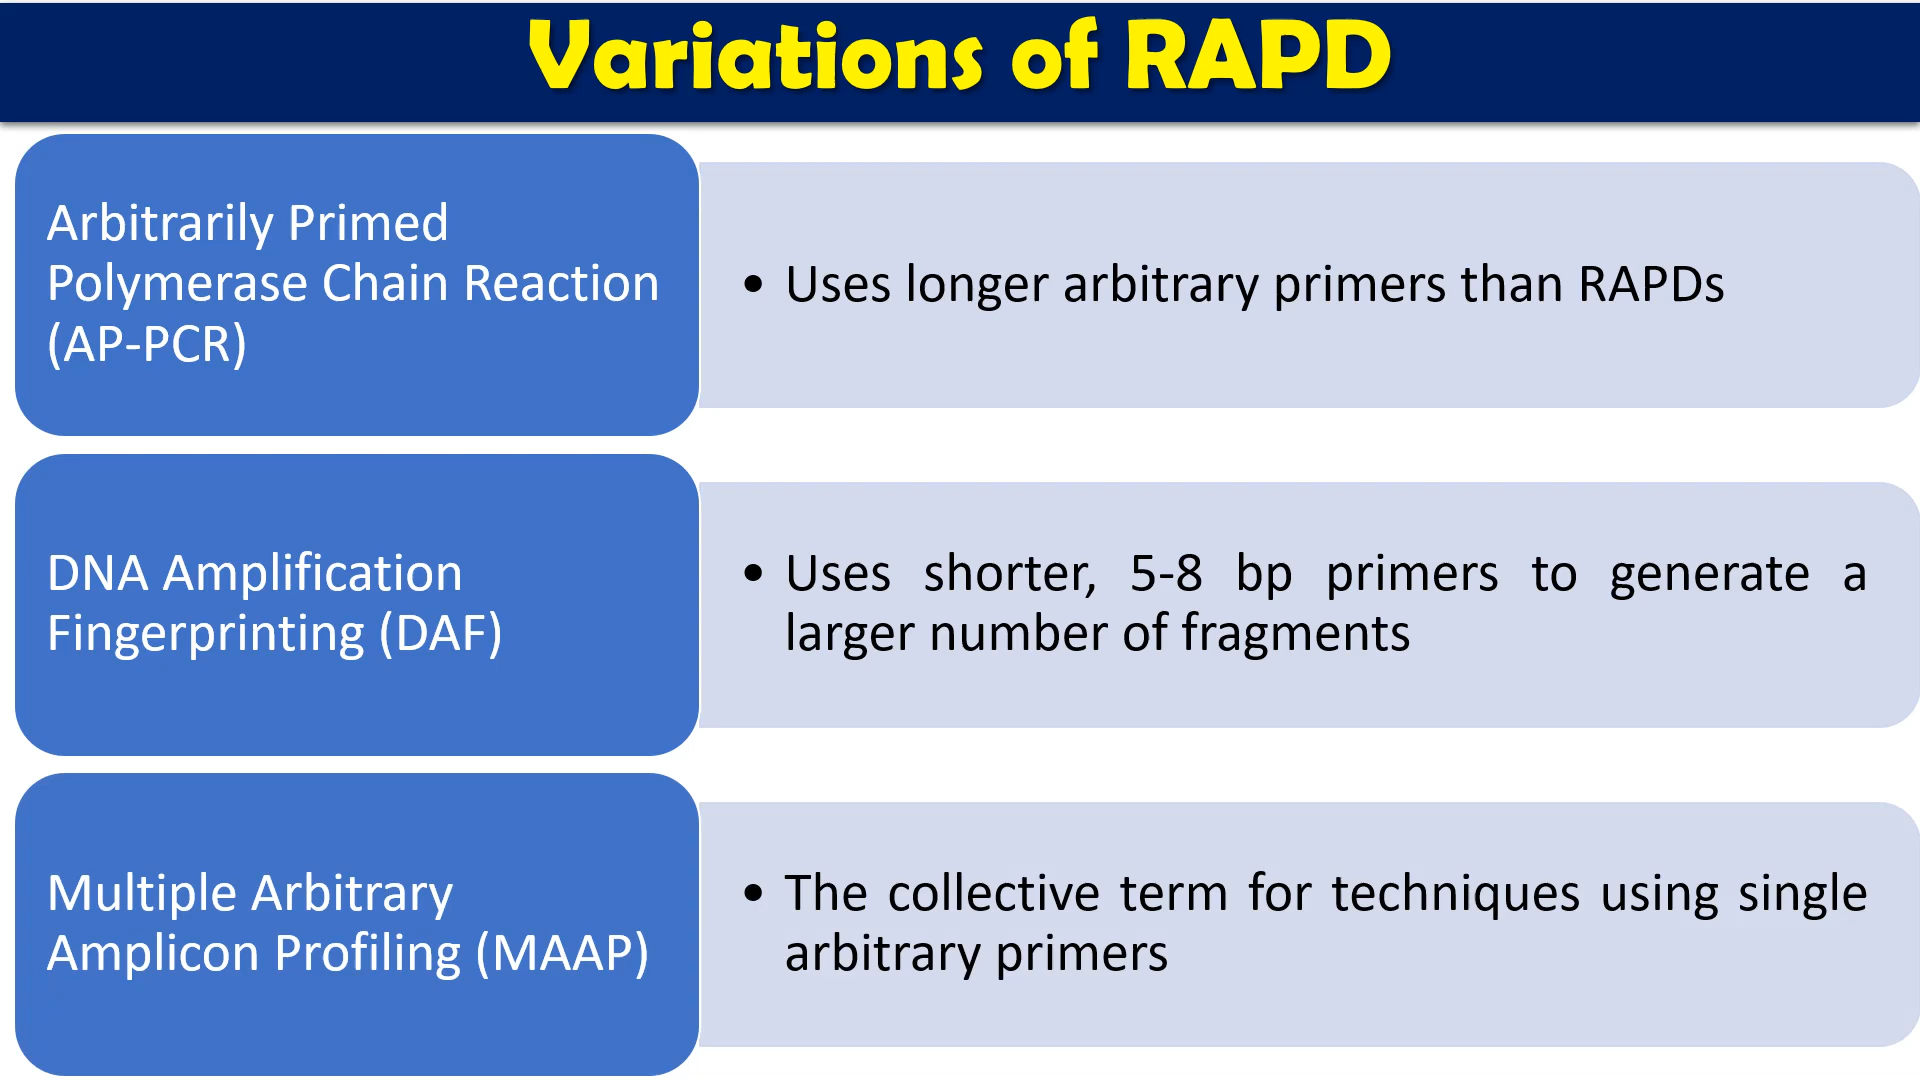 Variations of RAPD
Arbitrarily Primed
Polymerase Chain Reaction
(AP-PCR)
• Uses longer arbitrary primers than RAPDs
DNA Amplification
Fingerprinting (DAF)
• Uses shorter, 5-8 bp primers to generate a
larger number of fragments
Multiple Arbitrary
Amplicon Profiling (MAAP)
• The collective term for techniques using single
arbitrary primers